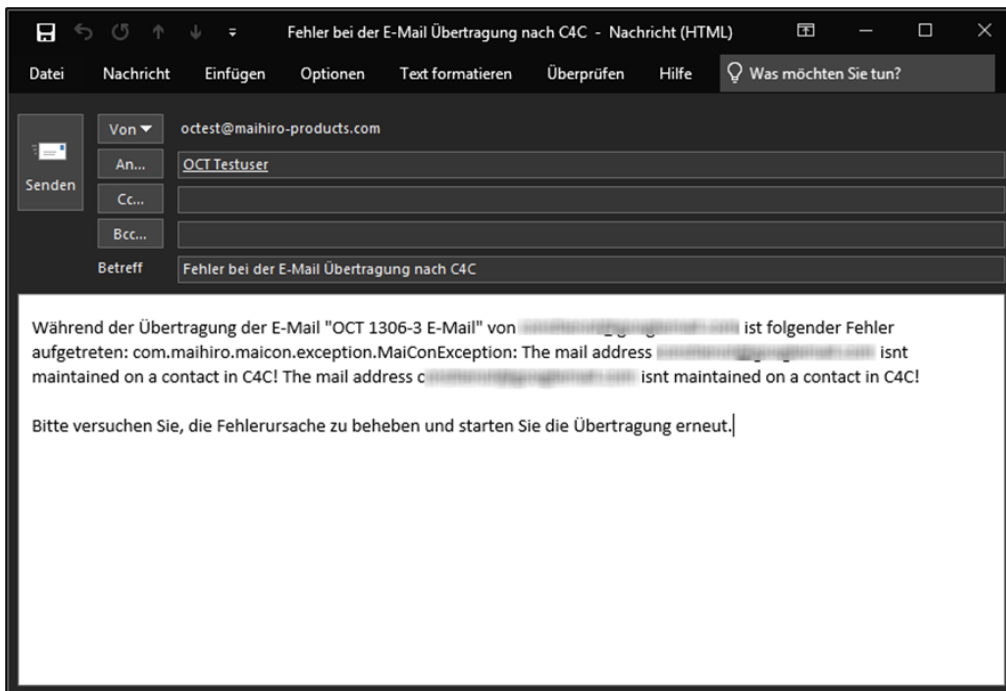 Fehler bei der E-Mail Übertragung nach C4C - Nachricht (HTML)
Datei Nachricht Einfügen Optionen Text formatieren Überprüfen Hilfe Was möchten Sie tun?
Von octest@maihiro-products.com
An... OCT Testuser
Senden
Cc...
Bcc...
Betreff Fehler bei der E-Mail Übertragung nach C4C
Während der Übertragung der E-Mail "OCT 1306-3 E-Mail" von ist folgender Fehler
aufgetreten: com.maihiro.maicon.exception.MaiConException: The mail address isnt
maintained on a contact in C4C! The mail address isnt maintained on a contact in C4C!
Bitte versuchen Sie, die Fehlerursache zu beheben und starten Sie die Übertragung erneut.